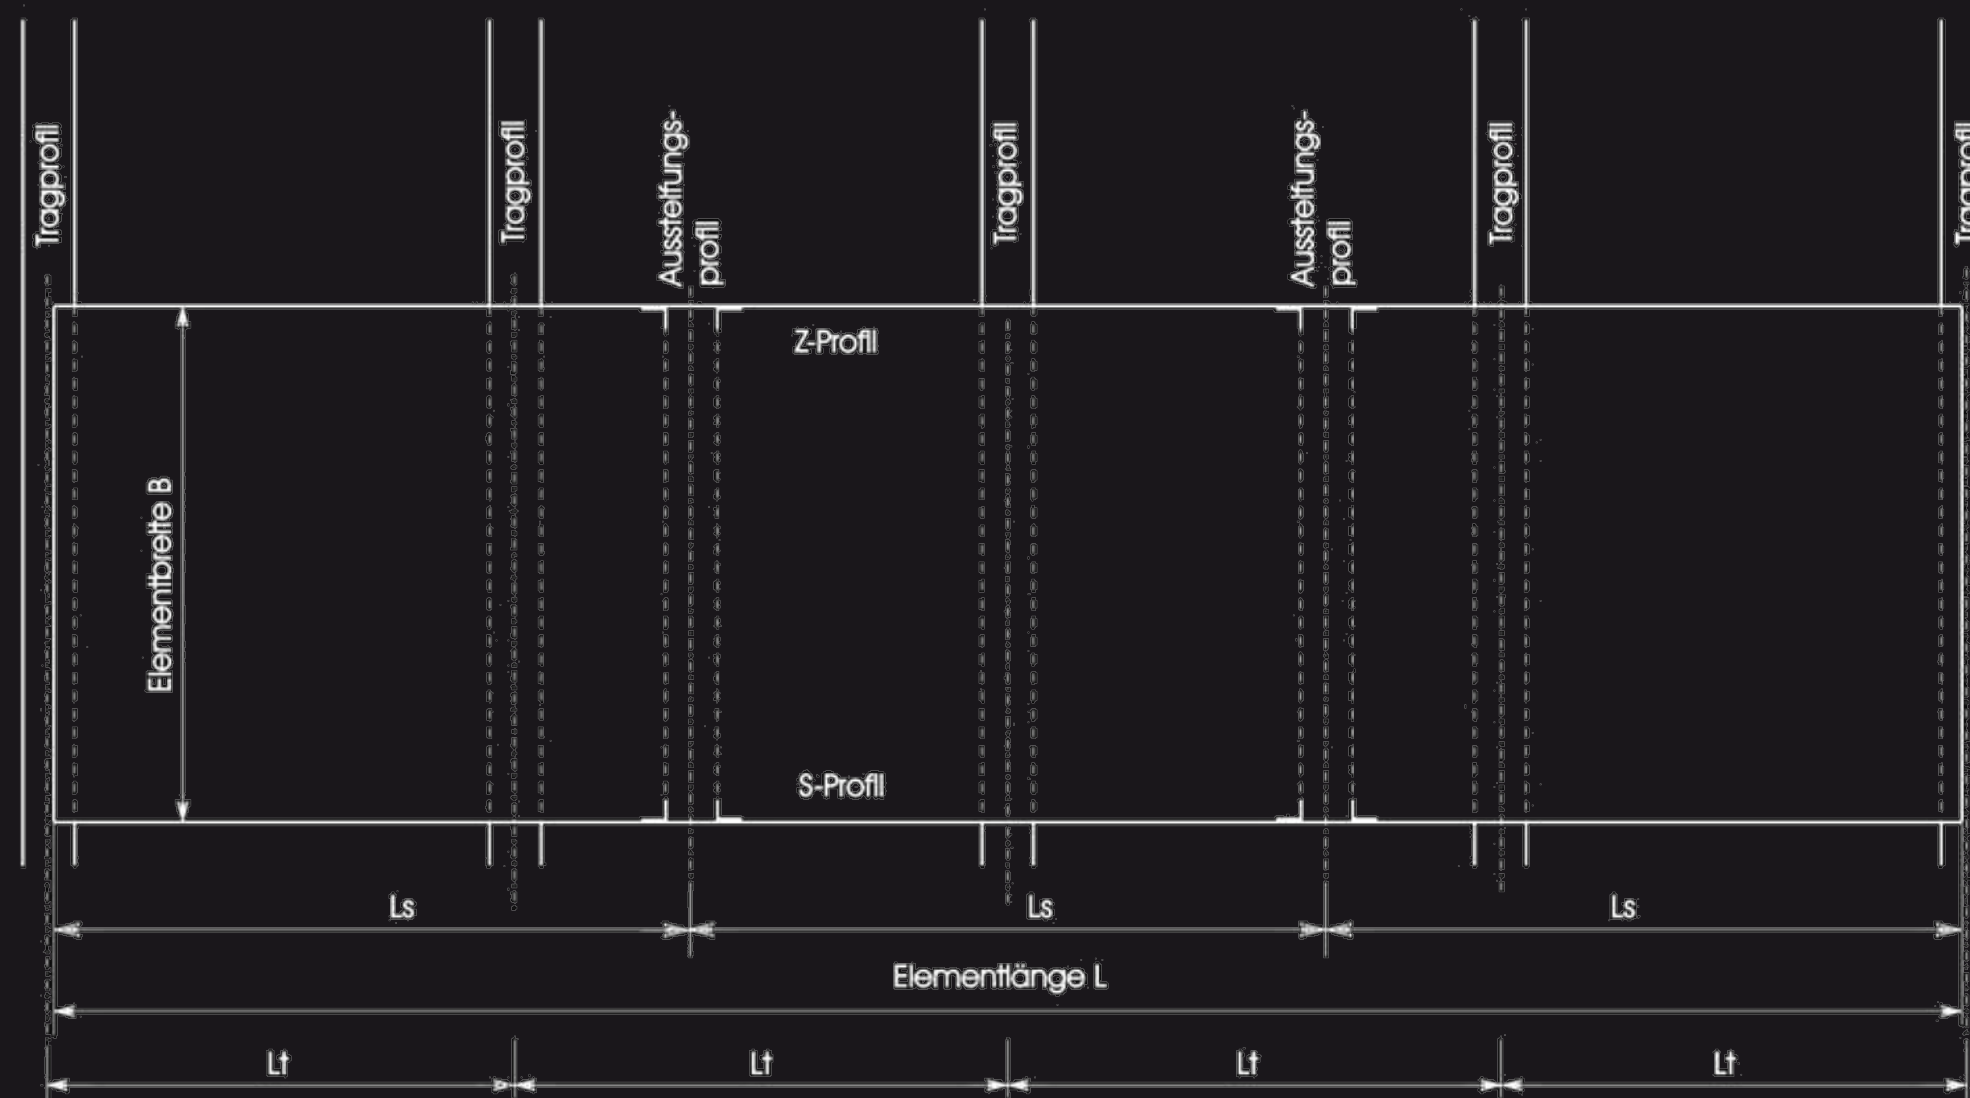 Tragprofil
Tragprofil
Aussteifungs-
profil
Tragprofil
Aussteifungs-
profil
Tragprofil
Tragprofil
Z-Profil
Elementbreite B
S-Profil
Ls
Ls
Ls
Elementlänge L
Lt
Lt
Lt
Lt